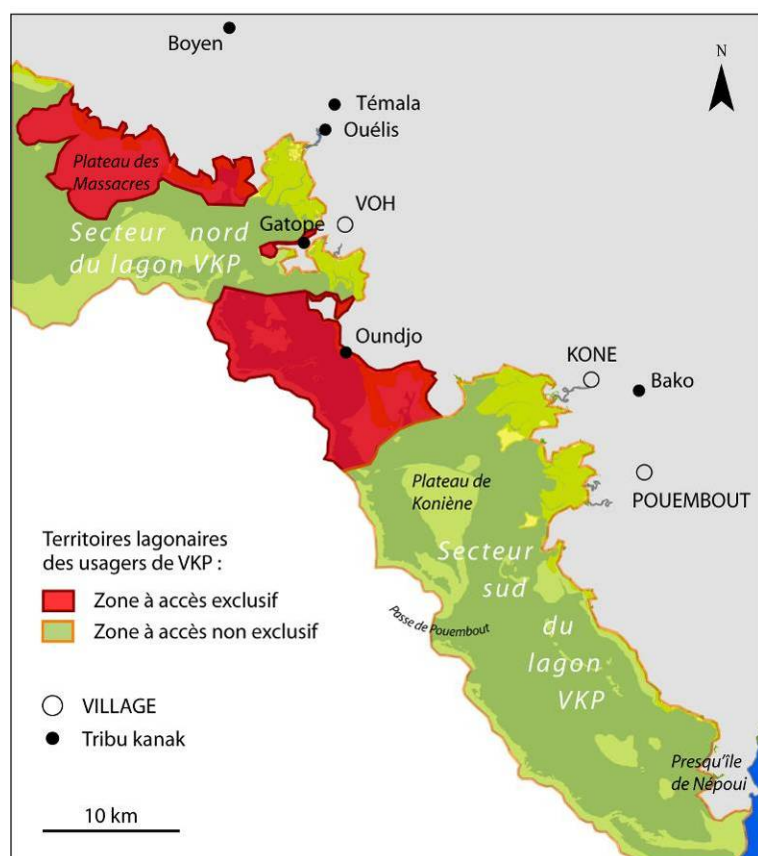 Boyen
N
Témala
Ouélis
Plateau des
Massacres
VOH
Gatope
Secteur nord
du lagon VKP
Oundjo
KONE
Bako
Plateau de
Koniène
POUEMBOUT
Territoires lagonaires
des usagers de VKP :
Zone à accès exclusif
Zone à accès non exclusif
Secteur
sud
du
lagon
VKP
Passe de Pouembout
VILLAGE
Tribu kanak
Presqu'île
de Népoui
10 km